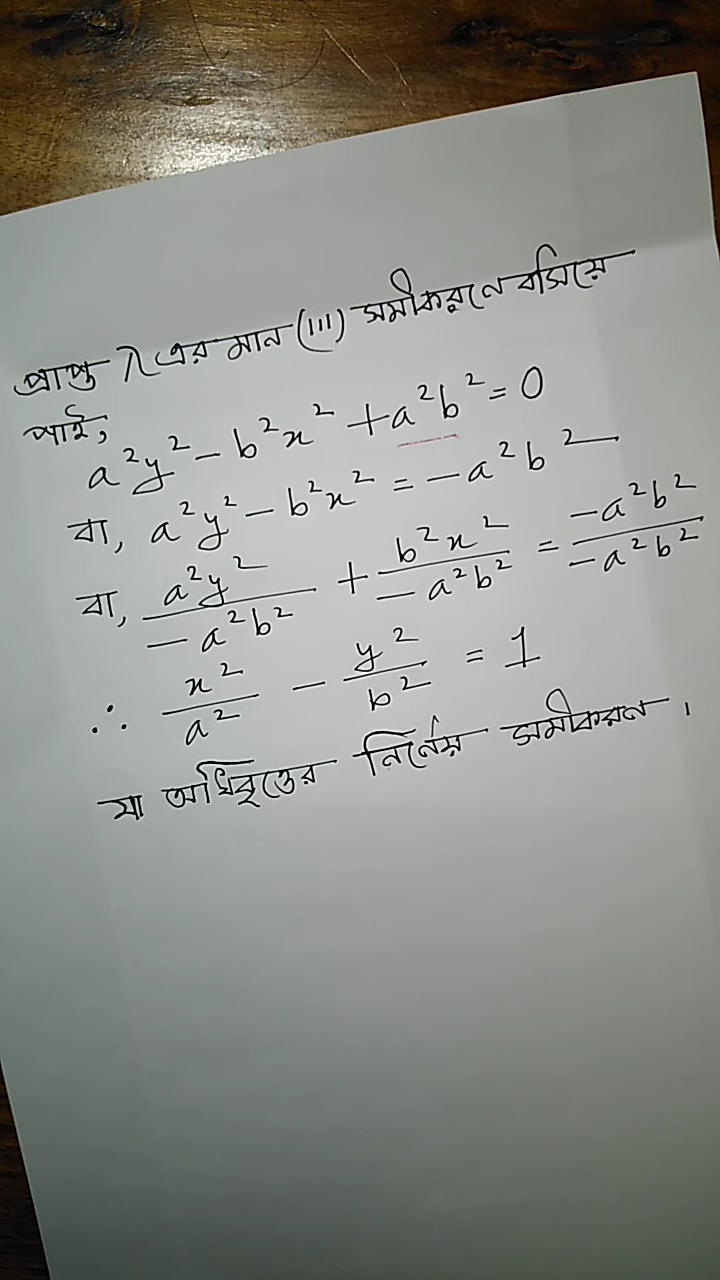 প্রাপ্ত λ এর মান (III) সমীকরণে বসিয়ে
পাই,
a²y² - b²x² + a²b² = 0
বা, a²y² - b²x² = -a²b²
বা, a²y²/-a²b² + b²x²/-a²b² = -a²b²/-a²b²
∴ x²/a² - y²/b² = 1
যা অধিবৃত্তের নির্নেয় সমীকরণ।